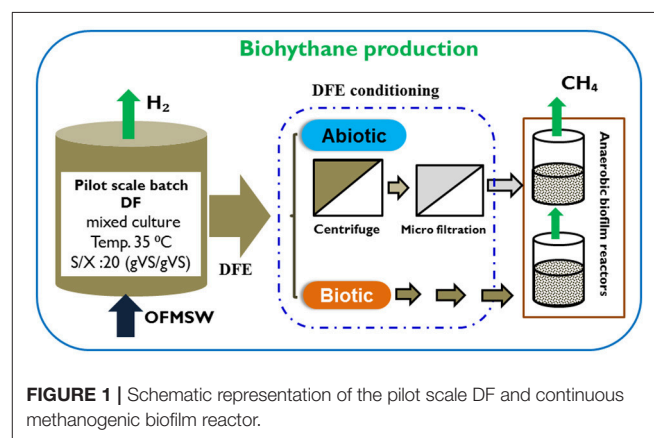 Biohythane production
H₂
Pilot scale batch
DF
mixed culture
Temp. 35 ⁰C
S/X :20 (gVS/gVS)
OFMSW
DFE
DFE conditioning
Abiotic
Centrifuge
Micro filtration
Biotic
CH₄
Anaerobic biofilm reactors
FIGURE 1 | Schematic representation of the pilot scale DF and continuous
methanogenic biofilm reactor.